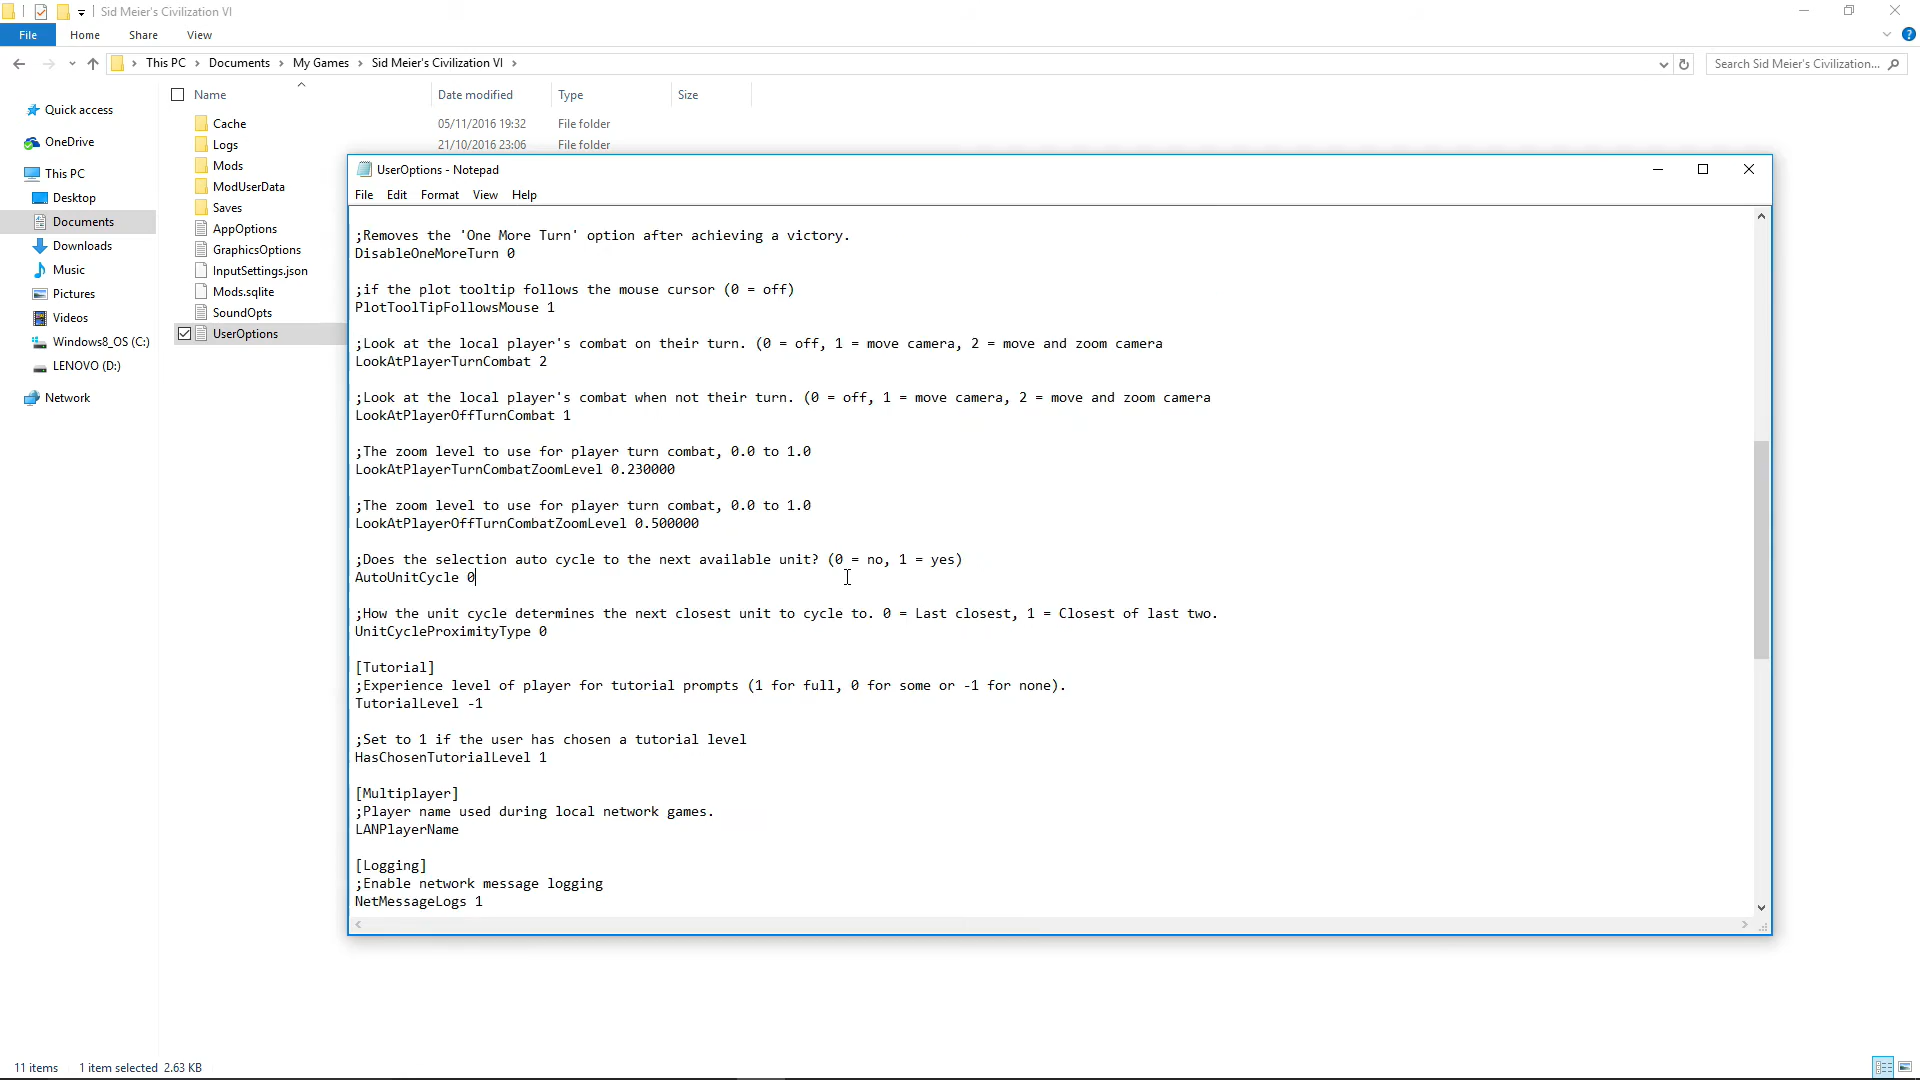 Sid Meier's Civilization VI
File Home Share View
This PC Documents My Games Sid Meier's Civilization VI
Search Sid Meier's Civilization...
Name Date modified Type Size
Quick access
OneDrive
This PC
Desktop
Documents
Downloads
Music
Pictures
Videos
Windows8_OS (C:)
LENOVO (D:)
Network
Cache 05/11/2016 19:32 File folder
Logs 21/10/2016 23:06 File folder
Mods
ModUserData
Saves
AppOptions
GraphicsOptions
InputSettings.json
Mods.sqlite
SoundOpts
UserOptions
UserOptions - Notepad
File Edit Format View Help
;Removes the 'One More Turn' option after achieving a victory.
DisableOneMoreTurn 0
;if the plot tooltip follows the mouse cursor (0 = off)
PlotToolTipFollowsMouse 1
;Look at the local player's combat on their turn. (0 = off, 1 = move camera, 2 = move and zoom camera
LookAtPlayerTurnCombat 2
;Look at the local player's combat when not their turn. (0 = off, 1 = move camera, 2 = move and zoom camera
LookAtPlayerOffTurnCombat 1
;The zoom level to use for player turn combat, 0.0 to 1.0
LookAtPlayerTurnCombatZoomLevel 0.230000
;The zoom level to use for player turn combat, 0.0 to 1.0
LookAtPlayerOffTurnCombatZoomLevel 0.500000
;Does the selection auto cycle to the next available unit? (0 = no, 1 = yes)
AutoUnitCycle 0
;How the unit cycle determines the next closest unit to cycle to. 0 = Last closest, 1 = Closest of last two.
UnitCycleProximityType 0
[Tutorial]
;Experience level of player for tutorial prompts (1 for full, 0 for some or -1 for none).
TutorialLevel -1
;Set to 1 if the user has chosen a tutorial level
HasChosenTutorialLevel 1
[Multiplayer]
;Player name used during local network games.
LANPlayerName
[Logging]
;Enable network message logging
NetMessageLogs 1
11 items 1 item selected 2.63 KB